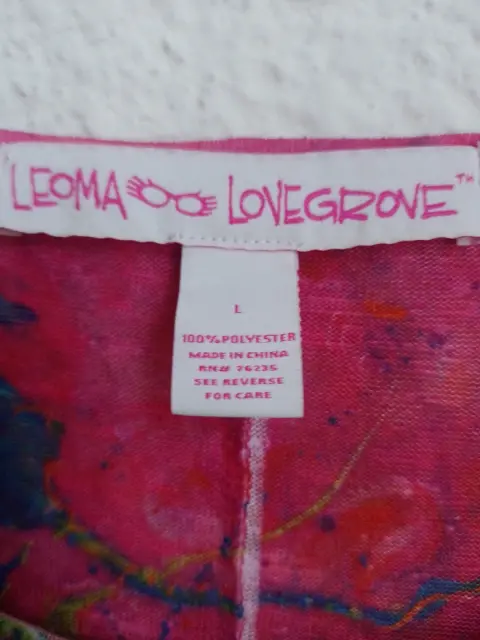 LEOMA LOVEGROVE™
L
100% POLYESTER
MADE IN CHINA
RN# 76235
SEE REVERSE
FOR CARE